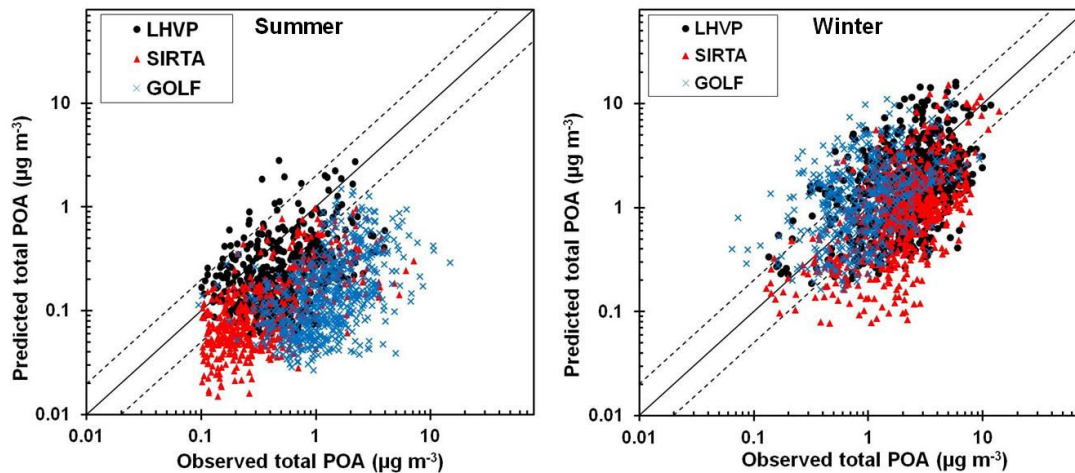 Summer
LHVP
SIRTA
GOLF
Predicted total POA (µg m⁻³)
10
1
0.1
0.01
0.01 0.1 1 10
Observed total POA (µg m⁻³)
Winter
LHVP
SIRTA
GOLF
Predicted total POA (µg m⁻³)
10
1
0.1
0.01
0.01 0.1 1 10
Observed total POA (µg m⁻³)